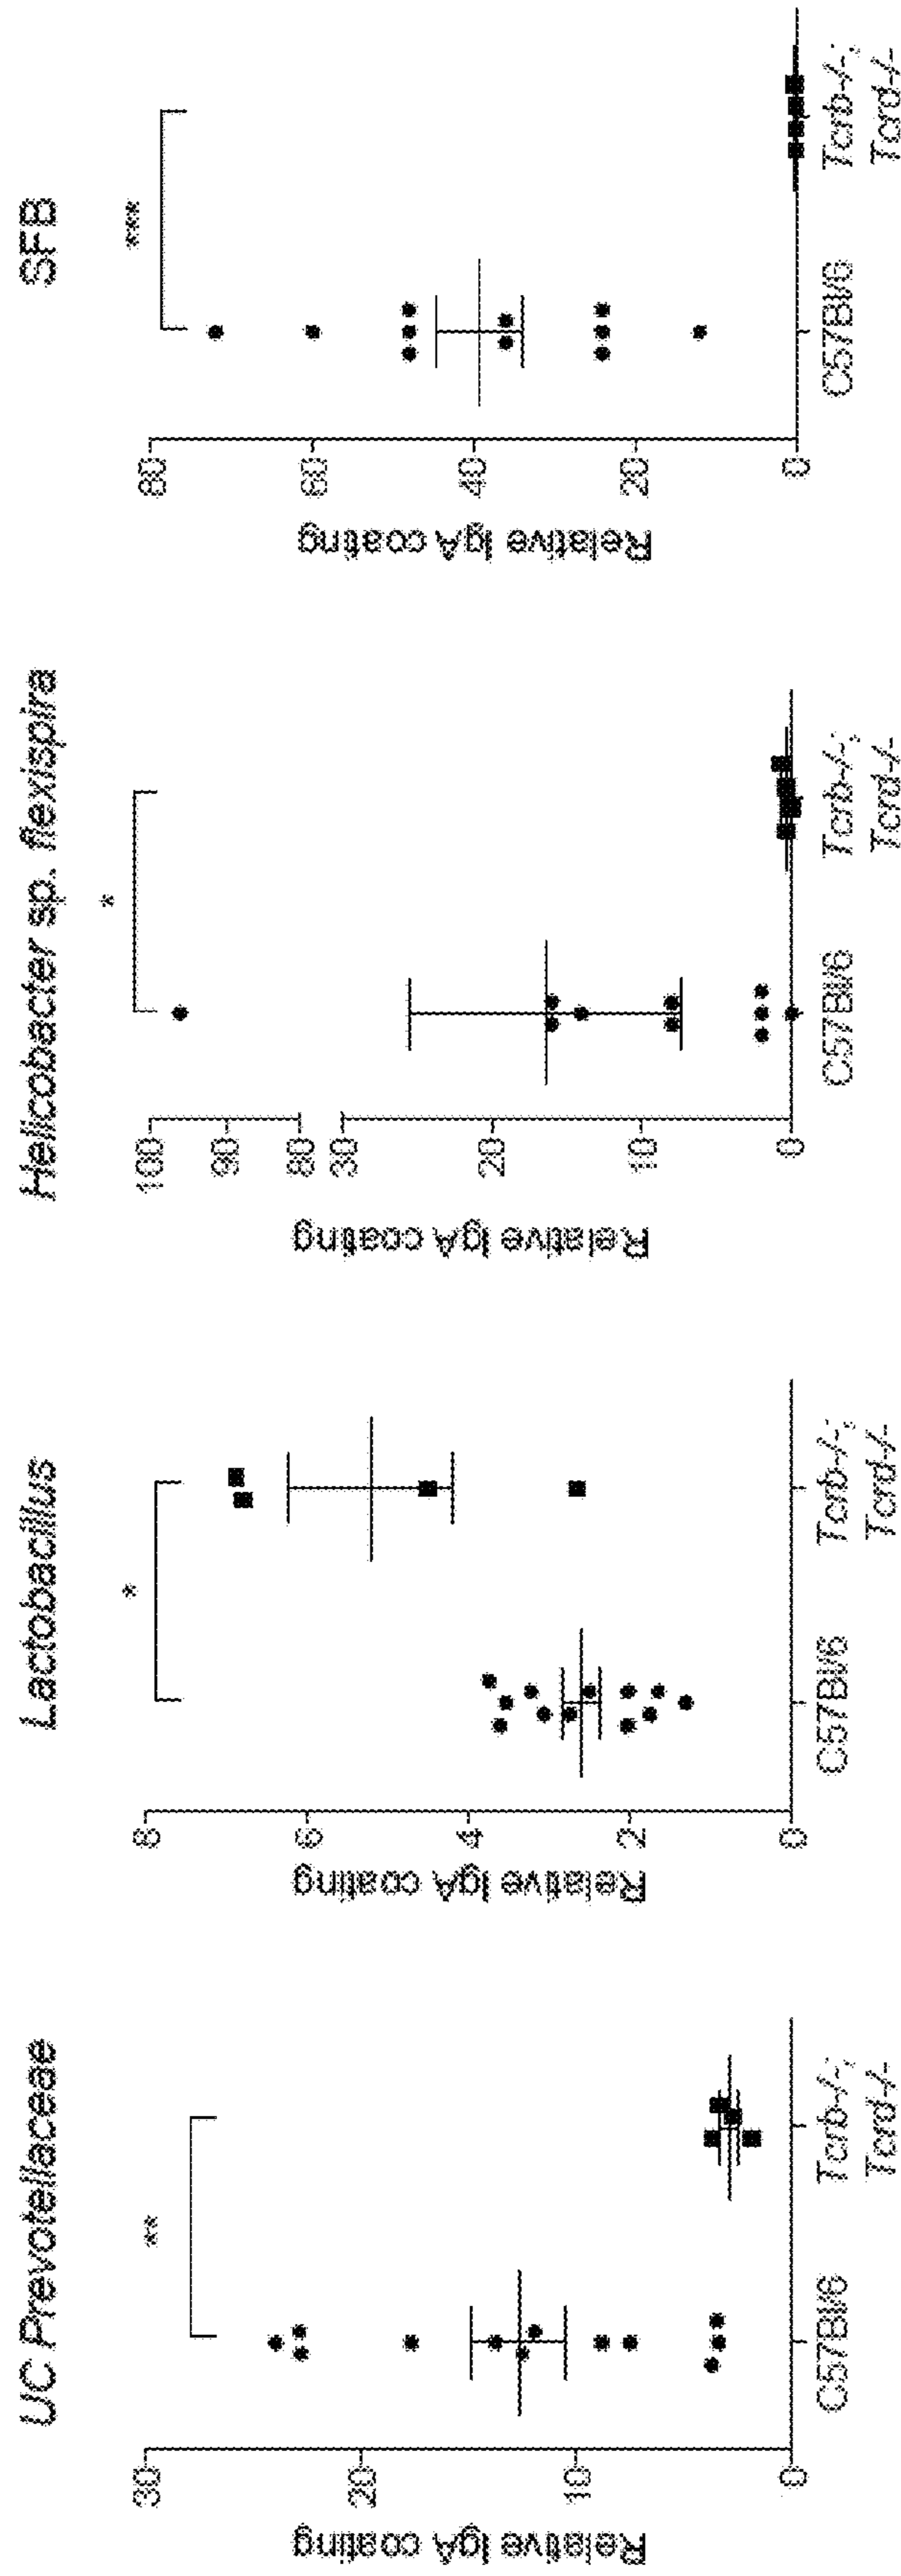 UC Prevotellaceae
**
Relative IgA coating
30
20
10
0
C57Bl/6
Tcrb-/-;
Tcrd-/-
Lactobacillus
*
Relative IgA coating
8
6
4
2
0
C57Bl/6
Tcrb-/-;
Tcrd-/-
Helicobacter sp. flexispira
*
Relative IgA coating
100
90
80
30
20
10
0
C57Bl/6
Tcrb-/-;
Tcrd-/-
SFB
***
Relative IgA coating
80
60
40
20
0
C57Bl/6
Tcrb-/-;
Tcrd-/-